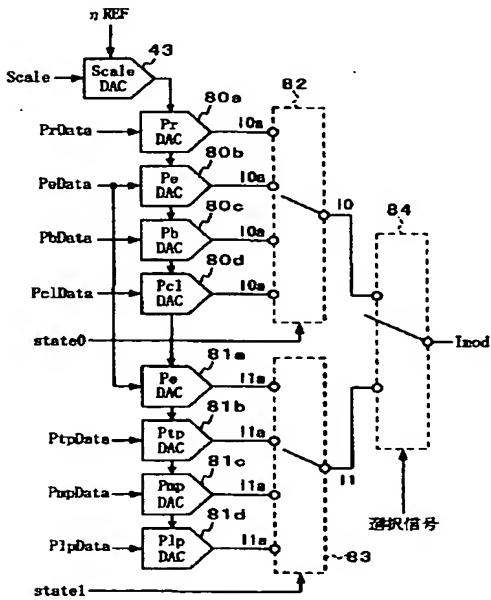 ηREF
43
Scale
Scale
DAC
80a
82
PrData
Pr
DAC
I0a
80b
PeData
Pe
DAC
I0a
80c
I0
84
PbData
Pb
DAC
I0a
80d
PclData
Pcl
DAC
I0a
state0
Imod
81a
Pe
DAC
I1a
81b
PtpData
Ptp
DAC
I1a
81c
I1
PmpData
Pmp
DAC
I1a
81d
選択信号
PlpData
Plp
DAC
I1a
83
state1